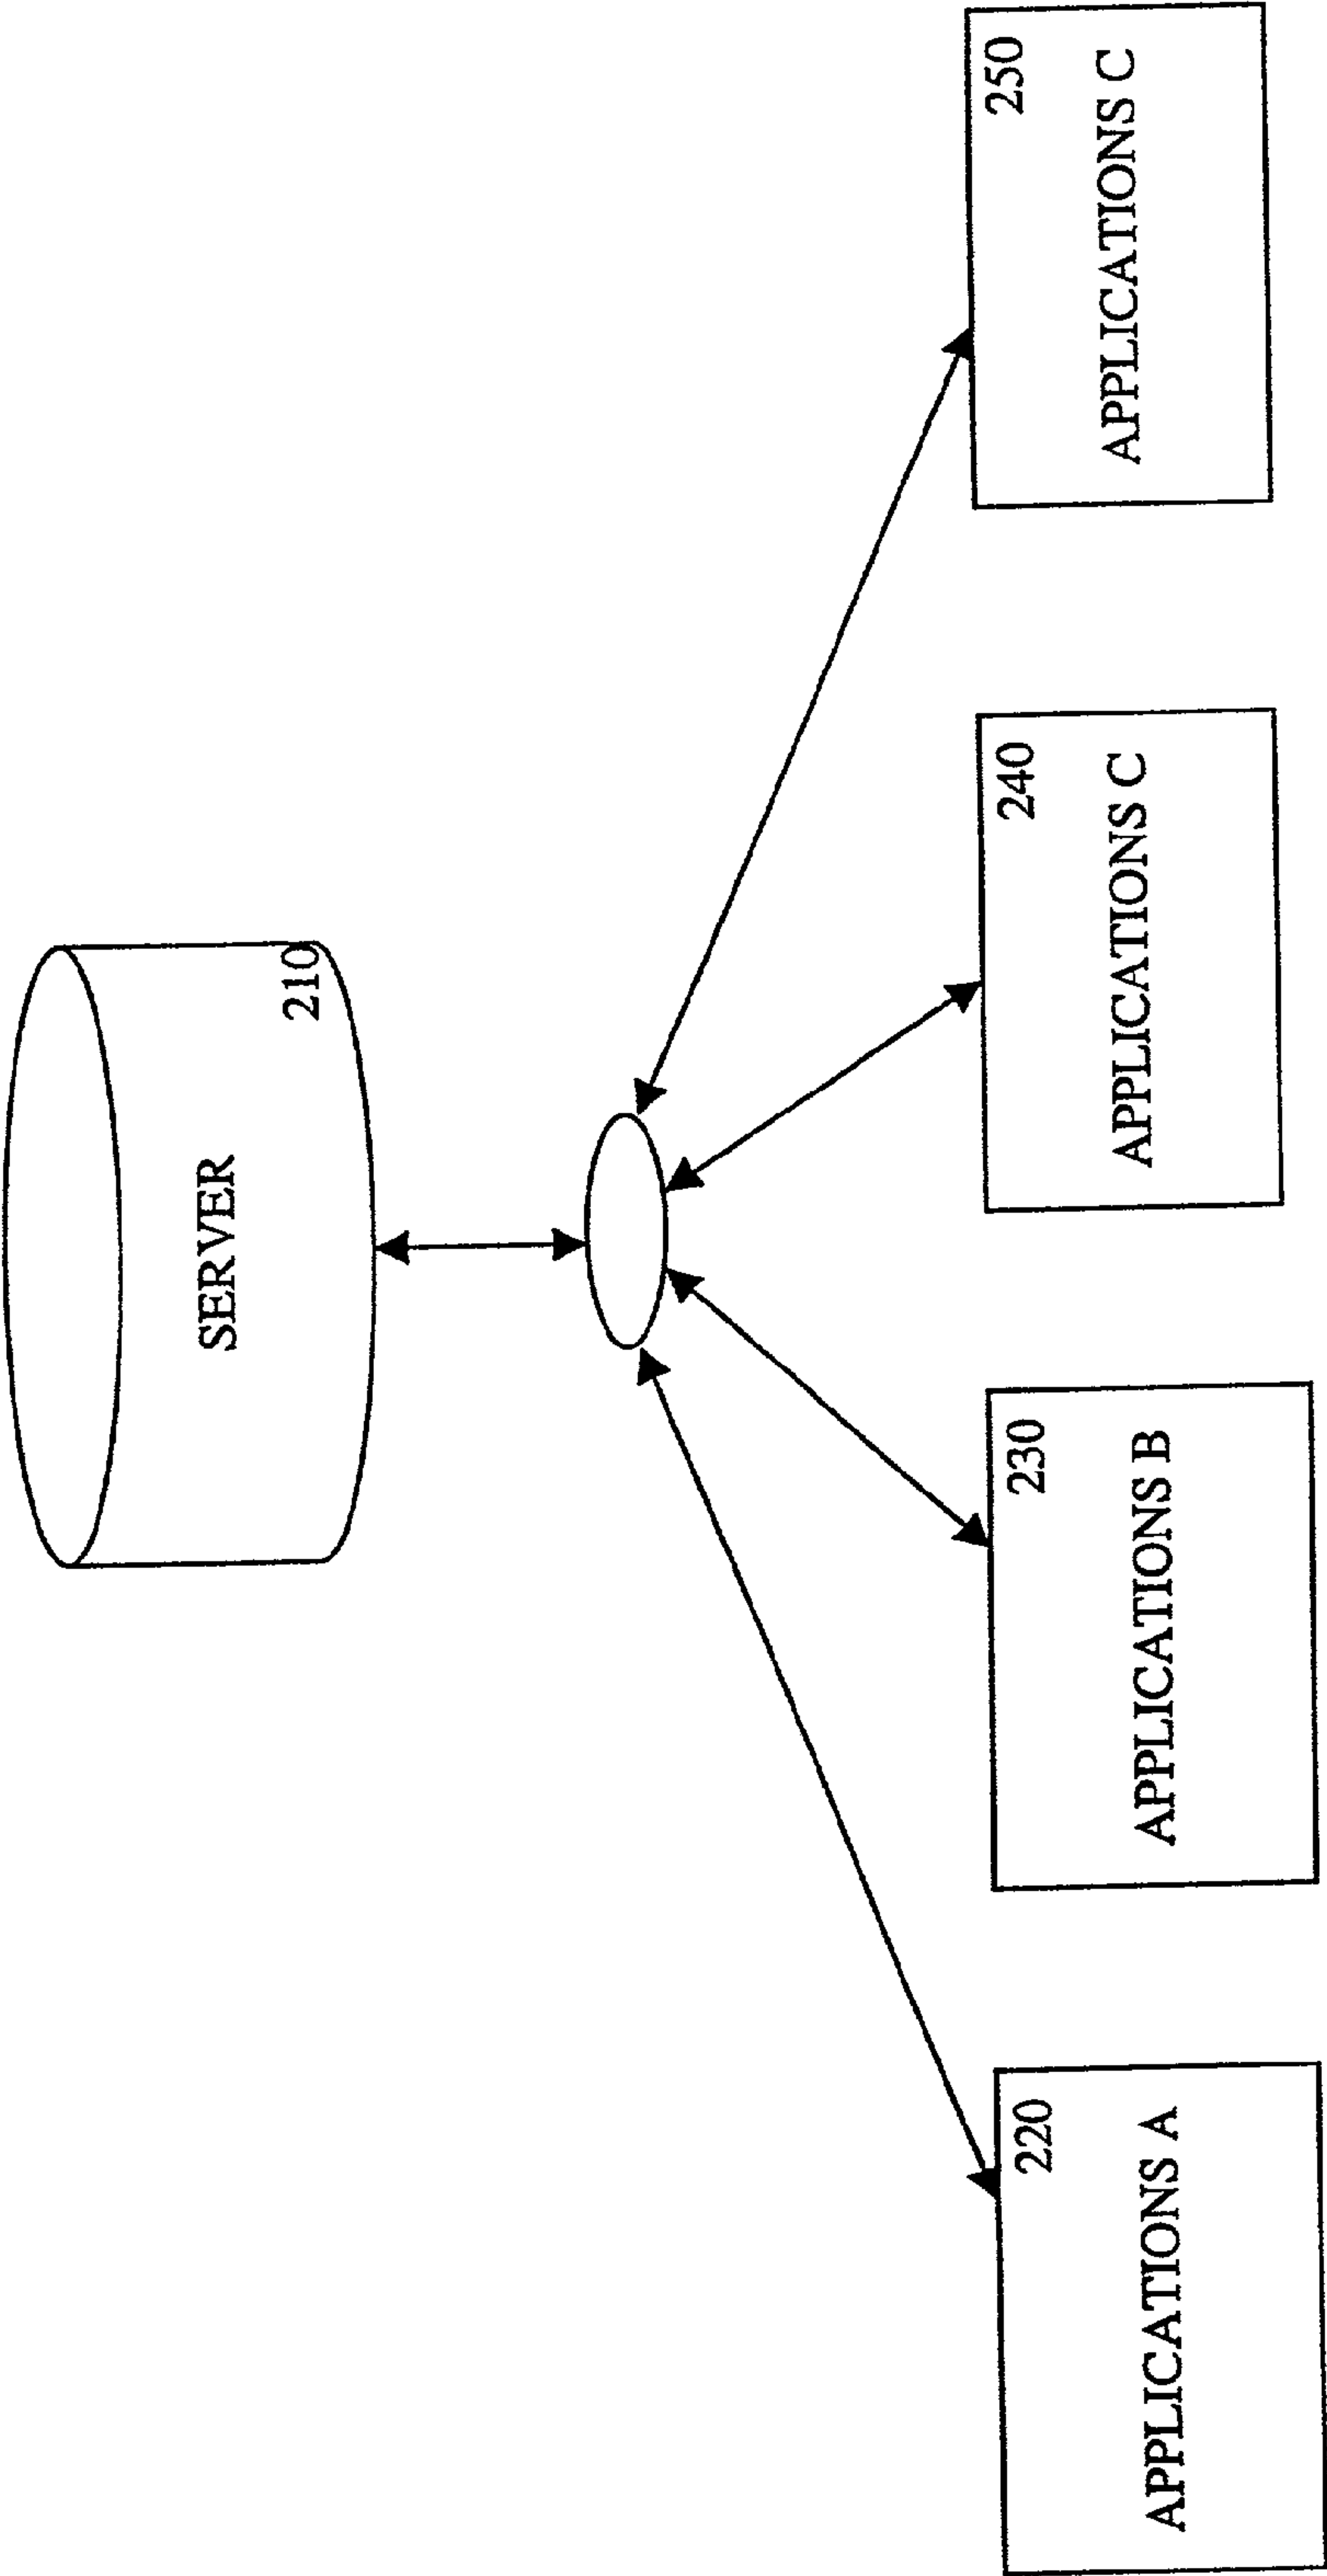 SERVER
210
220
APPLICATIONS A
230
APPLICATIONS B
240
APPLICATIONS C
250
APPLICATIONS C